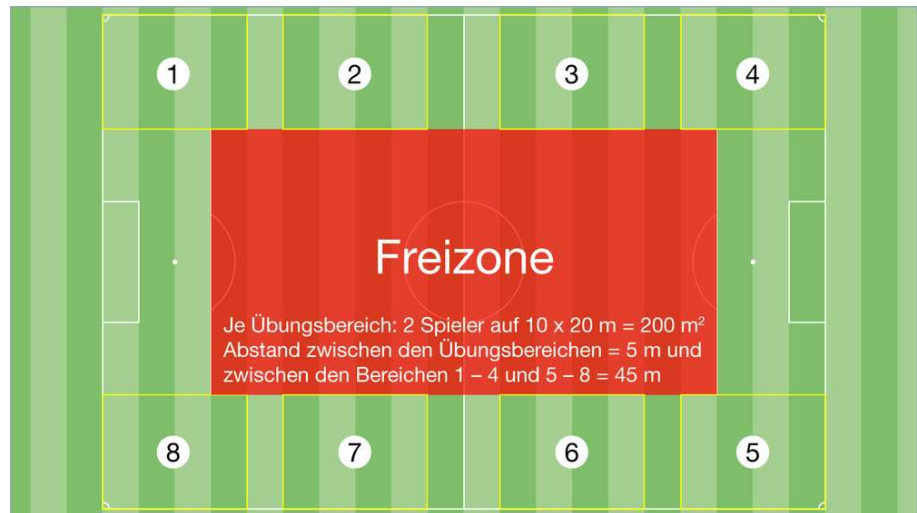 1
2
3
4
Freizone
Je Übungsbereich: 2 Spieler auf 10 x 20 m = 200 m²
Abstand zwischen den Übungsbereichen = 5 m und
zwischen den Bereichen 1 – 4 und 5 – 8 = 45 m
8
7
6
5